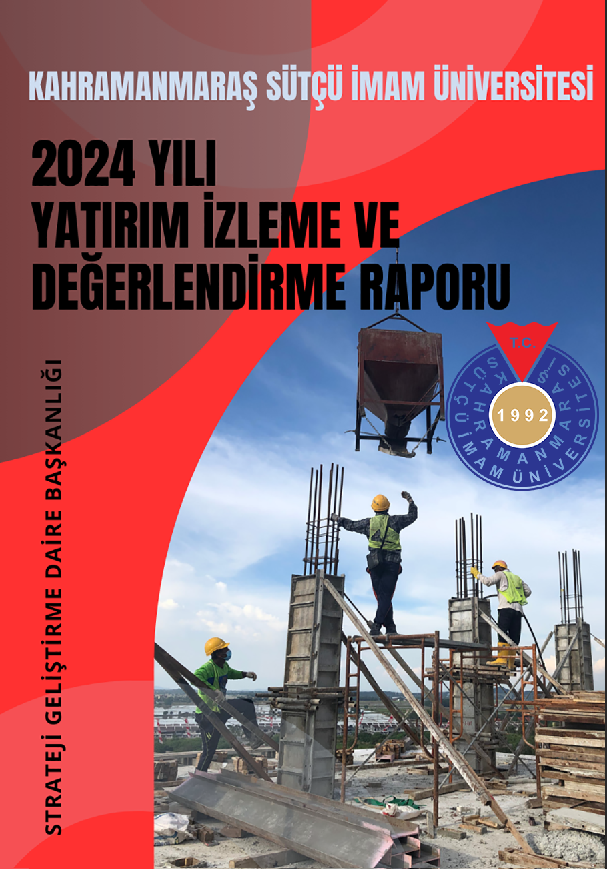 KAHRAMANMARAŞ SÜTÇÜ İMAM ÜNİVERSİTESİ
2024 YILI
YATIRIM İZLEME VE
DEĞERLENDİRME RAPORU
T.C.
KAHRAMANMARAŞ
SÜTÇÜ İMAM ÜNİVERSİTESİ
1992
STRATEJİ GELİŞTİRME DAİRE BAŞKANLIĞI